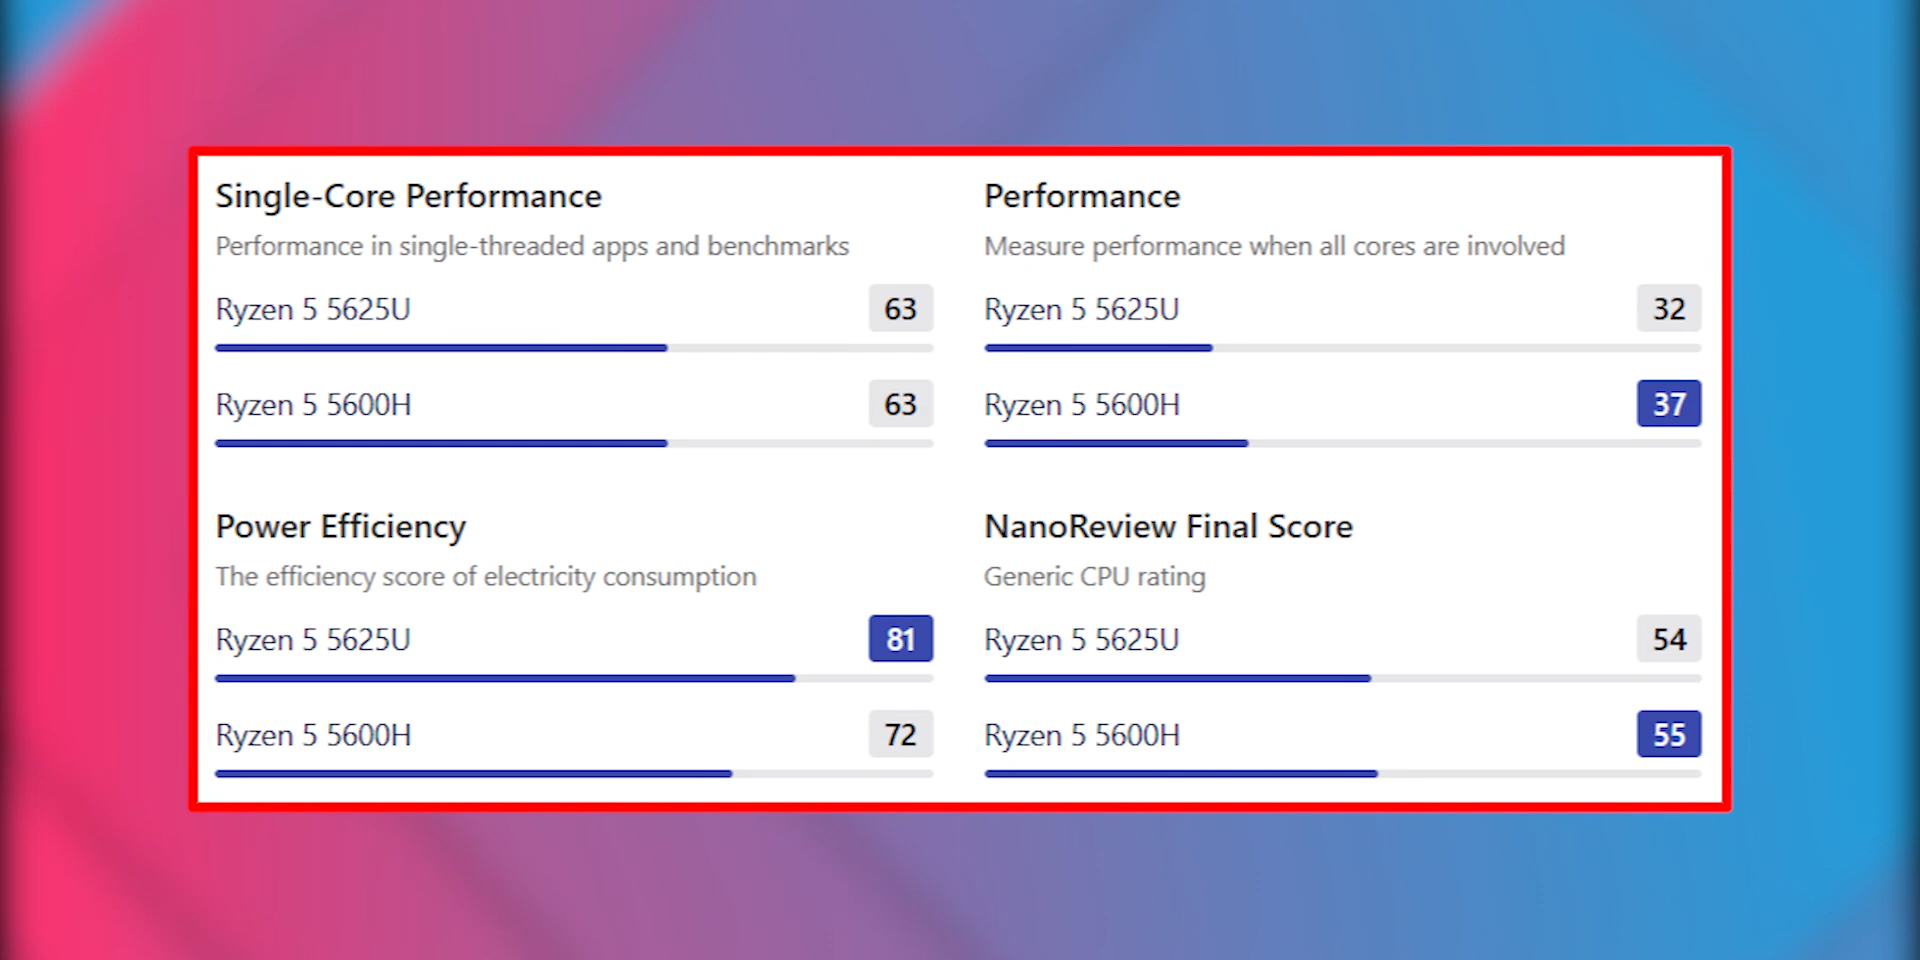 Single-Core Performance
Performance in single-threaded apps and benchmarks
Ryzen 5 5625U 63
Ryzen 5 5600H 63
Performance
Measure performance when all cores are involved
Ryzen 5 5625U 32
Ryzen 5 5600H 37
Power Efficiency
The efficiency score of electricity consumption
Ryzen 5 5625U 81
Ryzen 5 5600H 72
NanoReview Final Score
Generic CPU rating
Ryzen 5 5625U 54
Ryzen 5 5600H 55